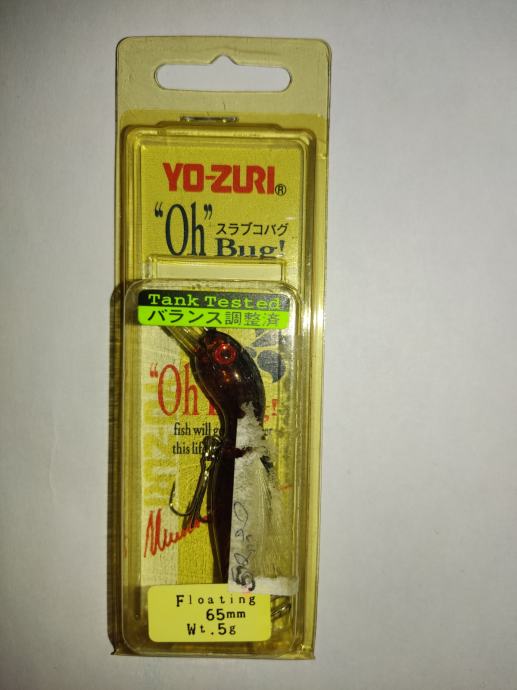 YO-ZURI®
"Oh" スラブコバグ
Bug!
Tank Tested
バランス調整済
"Oh
!
fish will
this
Floating
65mm
Wt.5g